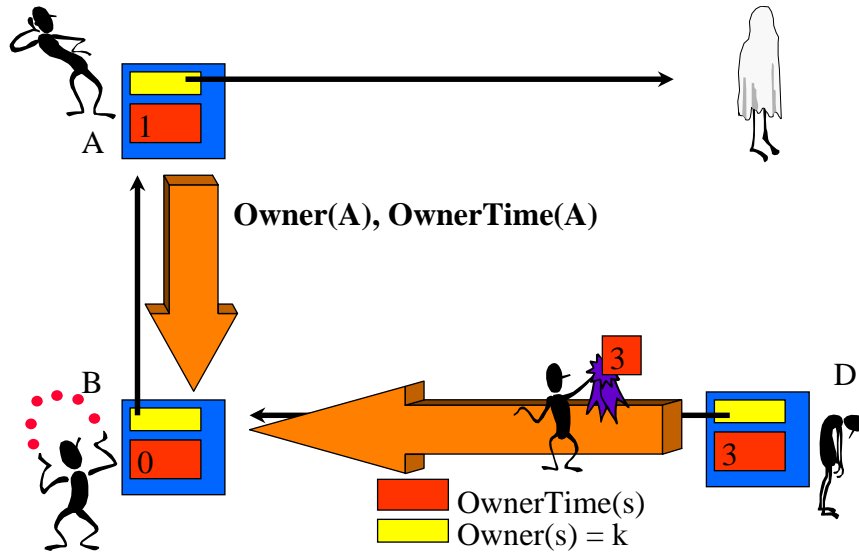 1
A
Owner(A), OwnerTime(A)
3
B
D
0
3
OwnerTime(s)
Owner(s) = k